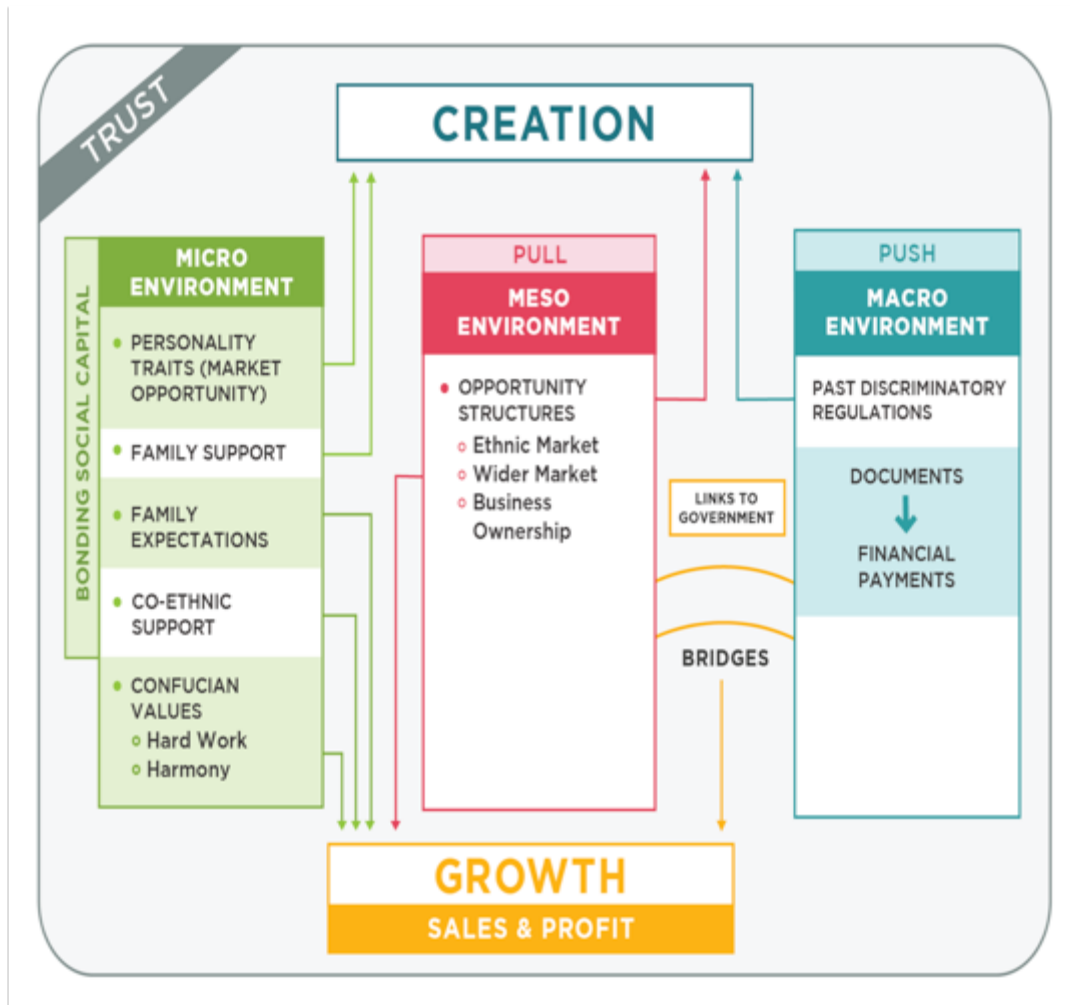 TRUST
CREATION
BONDING SOCIAL CAPITAL
MICRO
ENVIRONMENT
PERSONALITY
TRAITS (MARKET
OPPORTUNITY)
FAMILY SUPPORT
FAMILY
EXPECTATIONS
CO-ETHNIC
SUPPORT
CONFUCIAN
VALUES
Hard Work
Harmony
PULL
MESO
ENVIRONMENT
OPPORTUNITY
STRUCTURES
Ethnic Market
Wider Market
Business
Ownership
LINKS TO
GOVERNMENT
BRIDGES
PUSH
MACRO
ENVIRONMENT
PAST DISCRIMINATORY
REGULATIONS
DOCUMENTS
FINANCIAL
PAYMENTS
GROWTH
SALES & PROFIT